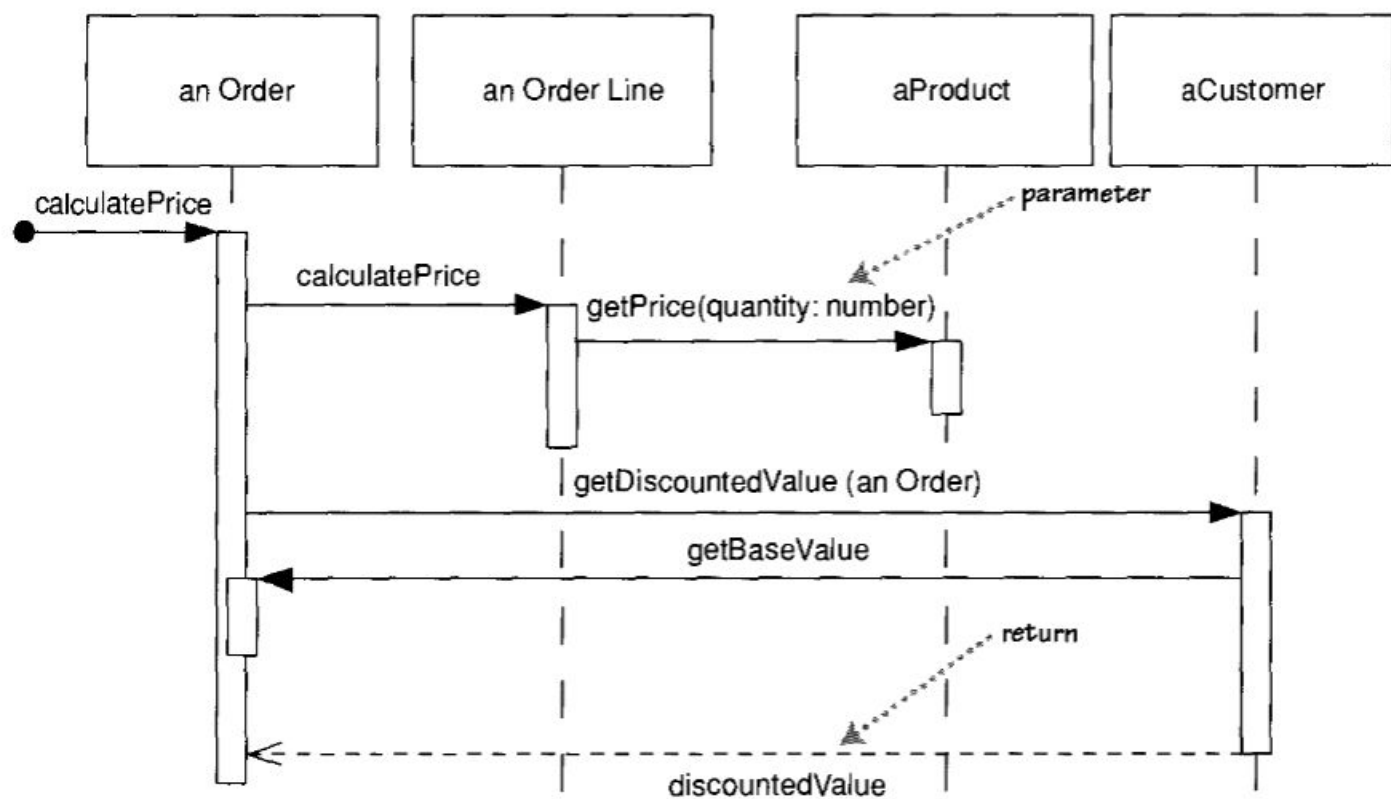 an Order
an Order Line
aProduct
aCustomer
calculatePrice
parameter
calculatePrice
getPrice(quantity: number)
getDiscountedValue (an Order)
getBaseValue
return
discountedValue